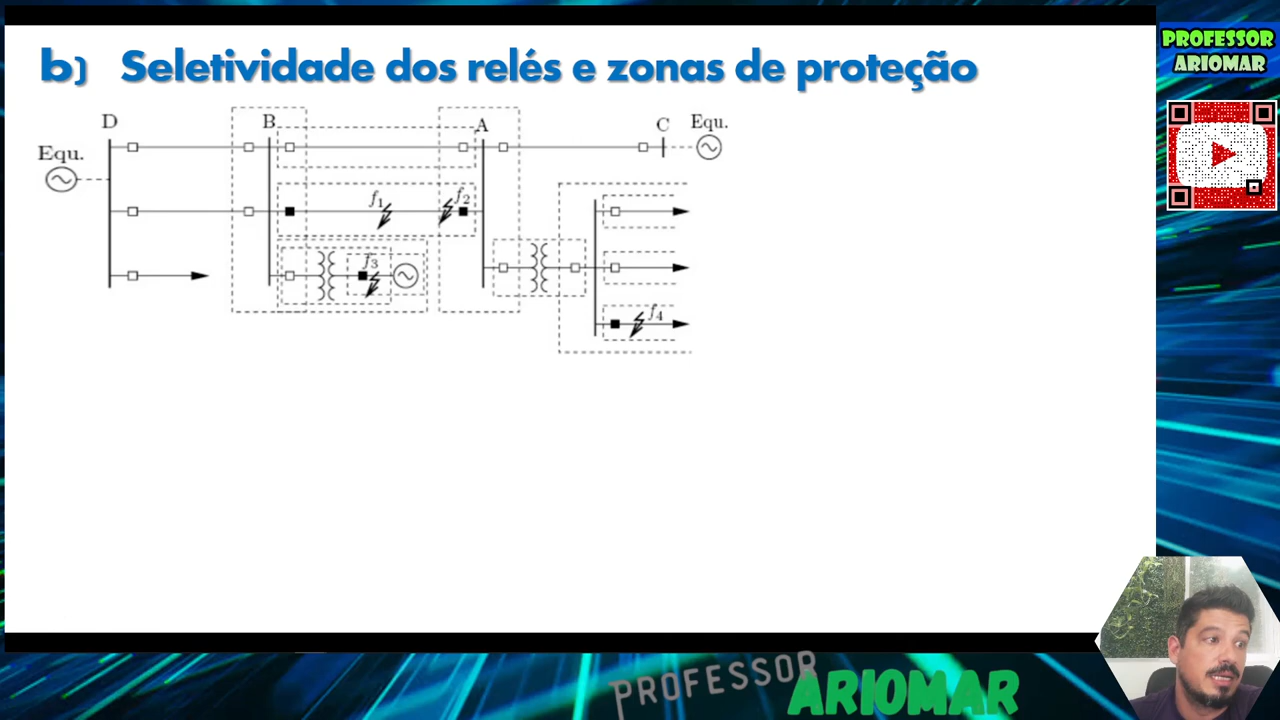 b) Seletividade dos relés e zonas de proteção
PROFESSOR
ARIOMAR
D
B
A
C
Equ.
Equ.
f1
f2
f3
f4
PROFESSOR
ARIOMAR